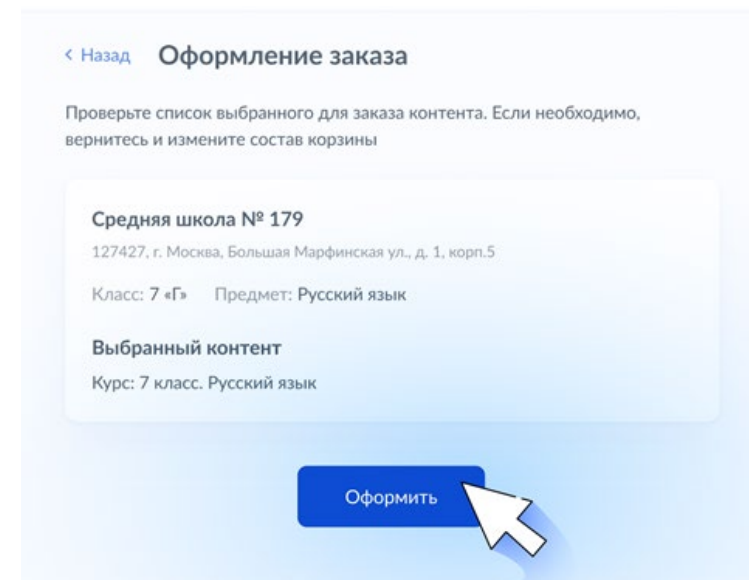 ‹ Назад Оформление заказа
Проверьте список выбранного для заказа контента. Если необходимо,
вернитесь и измените состав корзины
Средняя школа № 179
127427, г. Москва, Большая Марфинская ул., д. 1, корп.5
Класс: 7 «Г» Предмет: Русский язык
Выбранный контент
Курс: 7 класс. Русский язык
Оформить